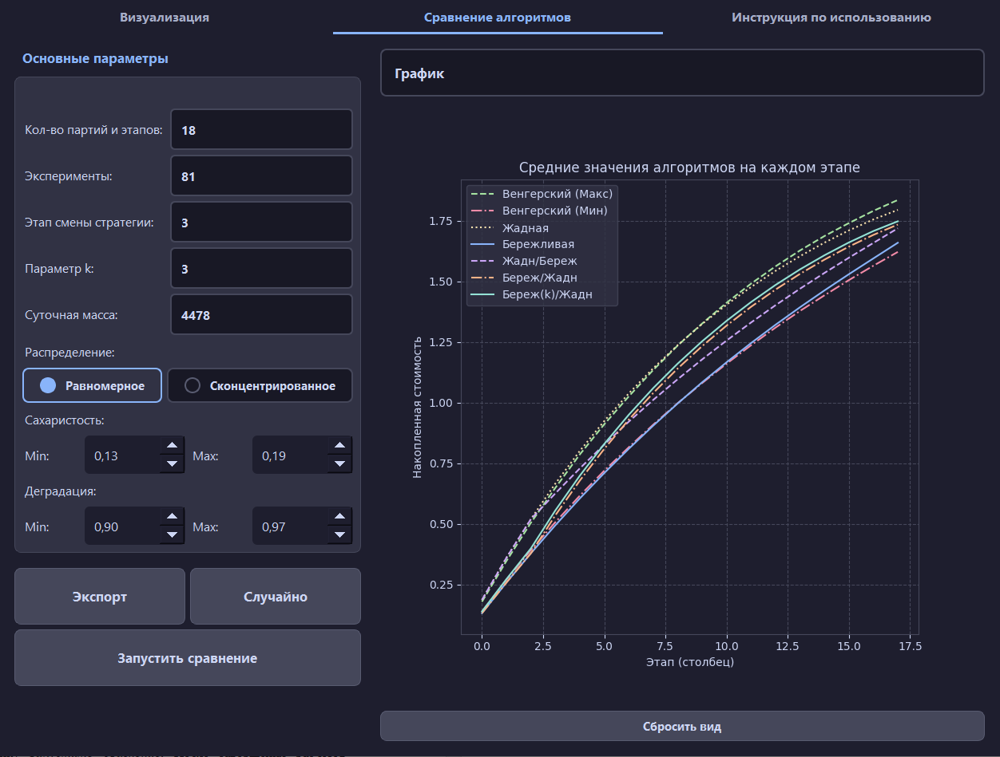 Визуализация
Сравнение алгоритмов
Инструкция по использованию
Основные параметры
Кол-во партий и этапов: 18
Эксперименты: 81
Этап смены стратегии: 3
Параметр k: 3
Суточная масса: 4478
Распределение:
Равномерное
Сконцентрированное
Сахаристость:
Min: 0,13 Max: 0,19
Деградация:
Min: 0,90 Max: 0,97
Экспорт
Случайно
Запустить сравнение
График
Средние значения алгоритмов на каждом этапе
Венгерский (Макс)
Венгерский (Мин)
Жадная
Бережливая
Жадн/Береж
Береж/Жадн
Береж(k)/Жадн
Накопленная стоимость
1.75
1.50
1.25
1.00
0.75
0.50
0.25
0.0 2.5 5.0 7.5 10.0 12.5 15.0 17.5
Этап (столбец)
Сбросить вид